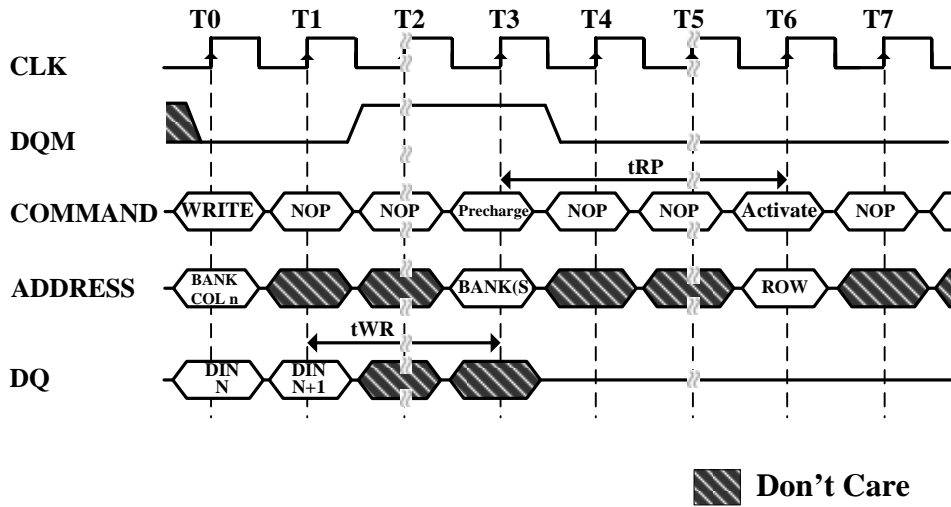 T0 T1 T2 T3 T4 T5 T6 T7
CLK
DQM
tRP
COMMAND WRITE NOP NOP Precharge NOP NOP Activate NOP
ADDRESS BANK COL n BANK(S ROW
tWR
DQ DIN N DIN N+1
Don't Care